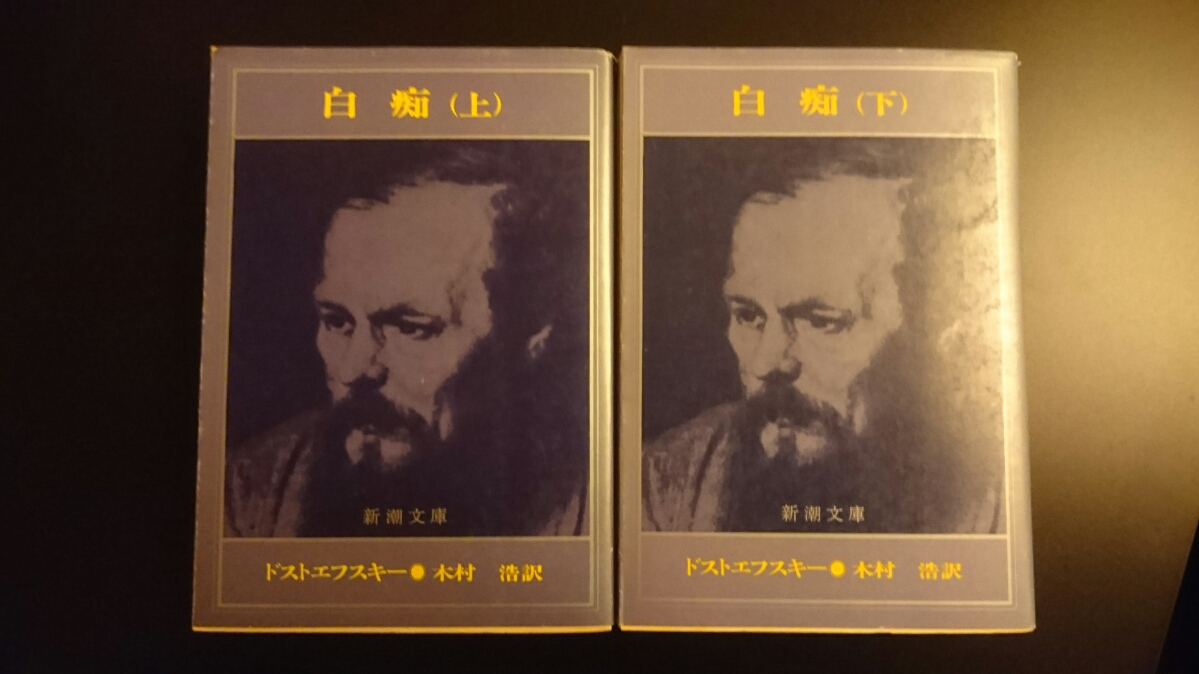 白 痴 (上)
新潮文庫
ドストエフスキー●木村 浩訳
白 痴 (下)
新潮文庫
ドストエフスキー●木村 浩訳